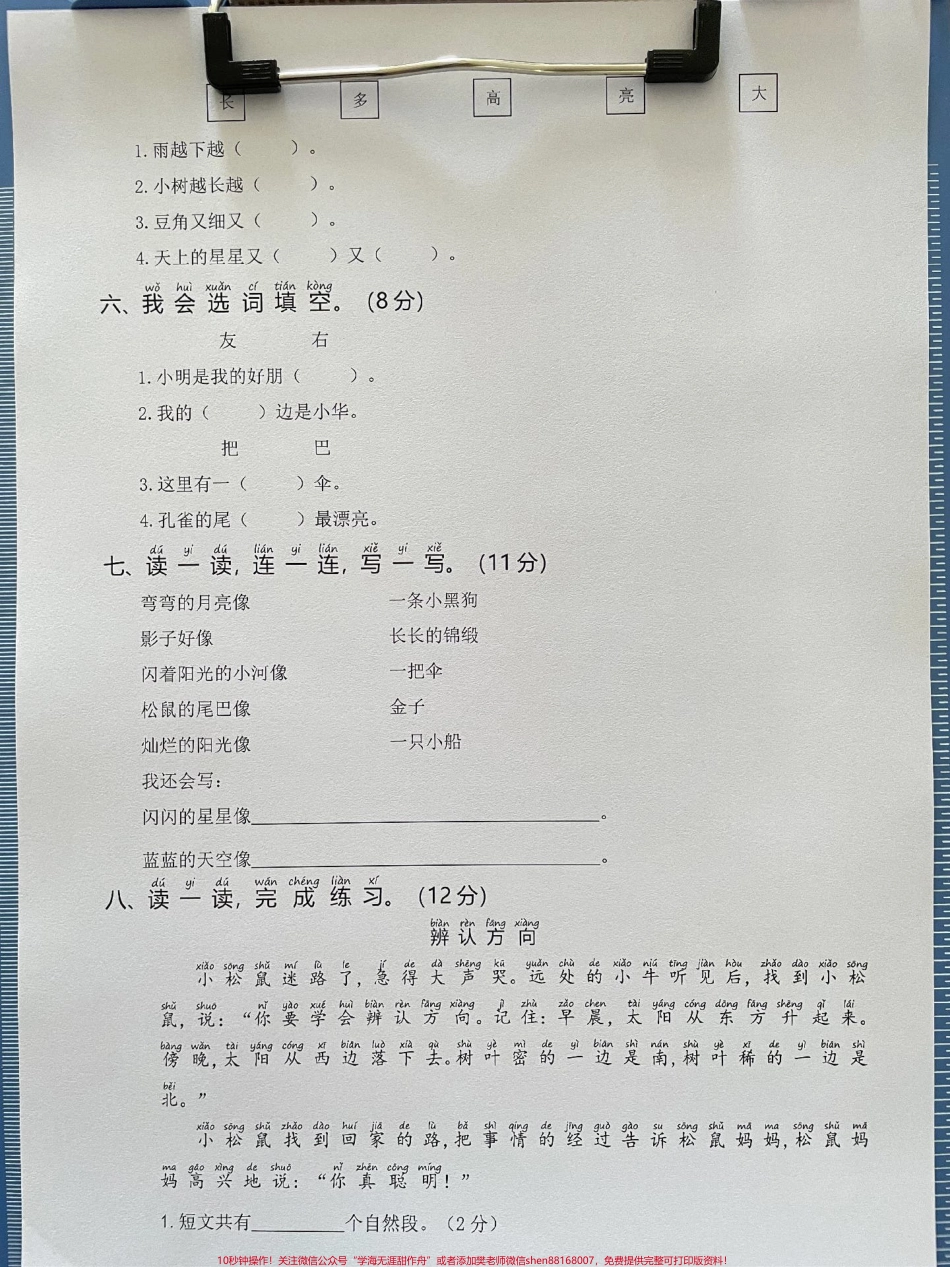 长 多 高 亮 大
1.雨越下越（ ）。
2.小树越长越（ ）。
3.豆角又细又（ ）。
4.天上的星星又（ ）又（ ）。
wǒ huì xuǎn cí tián kòng
六、我会选词填空。（8分）
友 右
1.小明是我的好朋（ ）。
2.我的（ ）边是小华。
把 巴
3.这里有一（ ）伞。
4.孔雀的尾（ ）最漂亮。
dú yi dú lián yi lián xiě yi xiě
七、读一读，连一连，写一写。（11分）
弯弯的月亮像 一条小黑狗
影子好像 长长的锦缎
闪着阳光的小河像 一把伞
松鼠的尾巴像 金子
灿烂的阳光像 一只小船
我还会写：
闪闪的星星像____________________。
蓝蓝的天空像____________________。
dú yi dú wán chéng liàn xí
八、读一读，完成练习。（12分）
biàn rèn fāng xiàng
辨认方向
xiǎo sōng shǔ mí lù le jí de dà shēng kū yuǎn chù de xiǎo niú tīng jiàn hòu zhǎo dào xiǎo sōng
小松鼠迷路了，急得大声哭。远处的小牛听见后，找到小松
shǔ shuō nǐ yào xué huì biàn rèn fāng xiàng jì zhù zǎo chen tài yáng cóng dōng fāng shēng qǐ lái
鼠，说：“你要学会辨认方向。记住：早晨，太阳从东方升起来。
bàng wǎn tài yáng cóng xī biān luò xià qù shù yè mì de yì biān shì nán shù yè xī de yì biān shì
傍晚，太阳从西边落下去。树叶密的一边是南，树叶稀的一边是
běi
北。”
xiǎo sōng shǔ zhǎo dào huí jiā de lù bǎ shì qing de jīng guò gào su sōng shǔ mā ma sōng shǔ mā
小松鼠找到回家的路，把事情的经过告诉松鼠妈妈，松鼠妈
ma gāo xìng de shuō nǐ zhēn cōng míng
妈高兴地说：“你真聪明！”
1.短文共有________个自然段。（2分）
10秒钟操作！关注微信公众号“学海无涯甜作舟”或者添加樊老师微信shen88168007，免费提供完整可打印版资料！